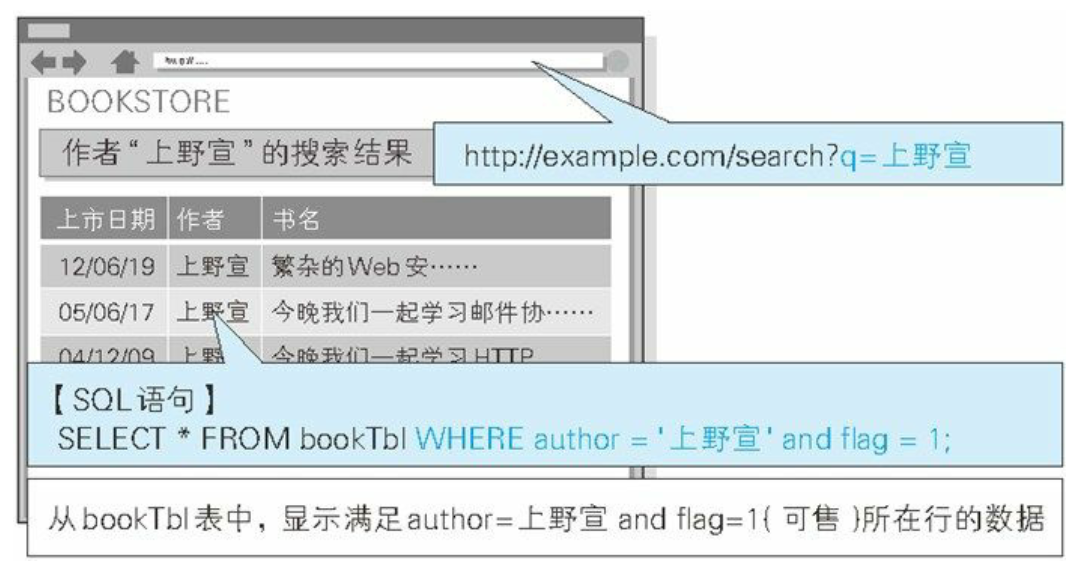 BOOKSTORE
作者“上野宣”的搜索结果
http://example.com/search?q=上野宣
上市日期 作者 书名
12/06/19 上野宣 繁杂的Web安……
05/06/17 上野宣 今晚我们一起学习邮件协……
04/12/09 上野 今晚我们一起学习HTTP
【SQL语句】
SELECT * FROM bookTbl WHERE author = '上野宣' and flag = 1;
从bookTbl表中，显示满足author=上野宣 and flag=1(可售)所在行的数据